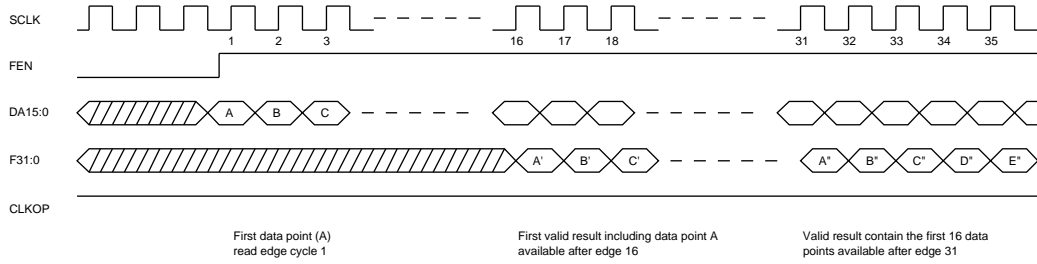 SCLK
1 2 3 16 17 18 31 32 33 34 35
FEN
DA15:0 A B C
F31:0 A' B' C' A" B" C" D" E"
CLKOP
First data point (A)
read edge cycle 1
First valid result including data point A
available after edge 16
Valid result contain the first 16 data
points available after edge 31